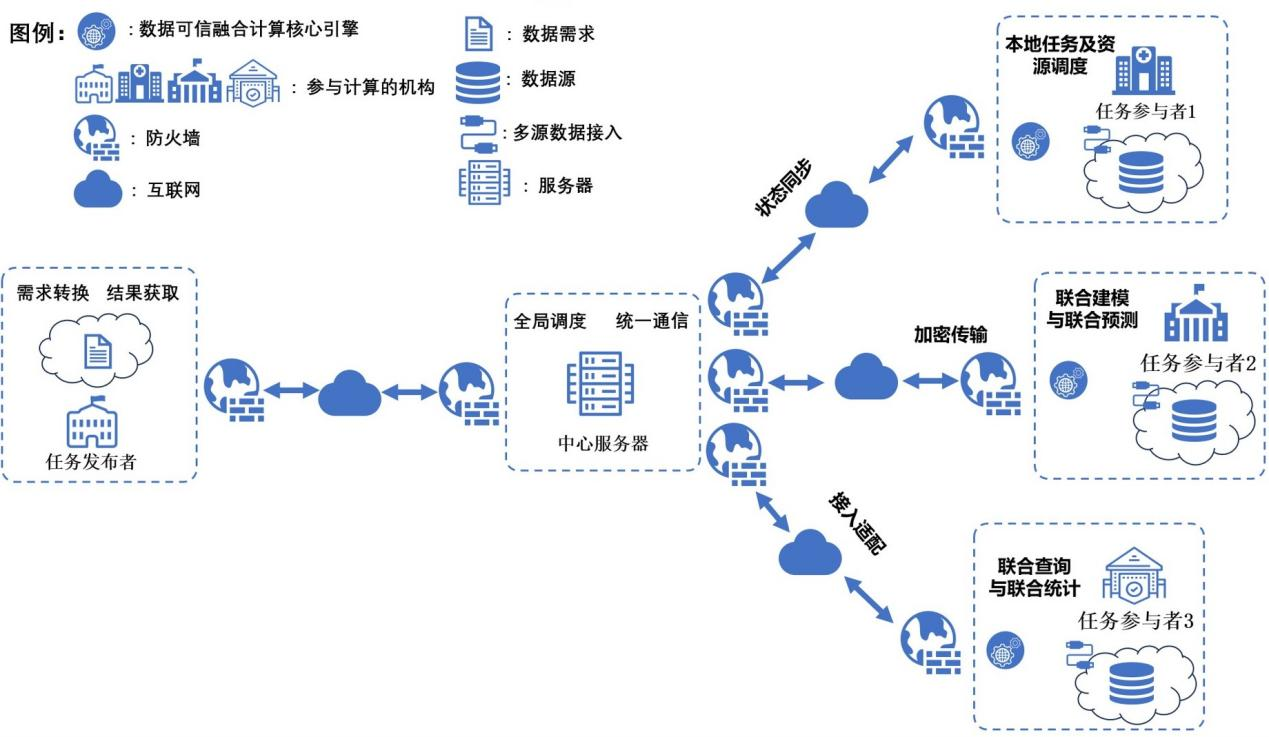 图例：
：数据可信融合计算核心引擎
：参与计算的机构
：防火墙
：互联网
：数据需求
：数据源
：多源数据接入
：服务器
需求转换 结果获取
任务发布者
全局调度 统一通信
中心服务器
状态同步
加密传输
接入适配
本地任务及资
源调度
任务参与者1
联合建模
与联合预测
任务参与者2
联合查询
与联合统计
任务参与者3